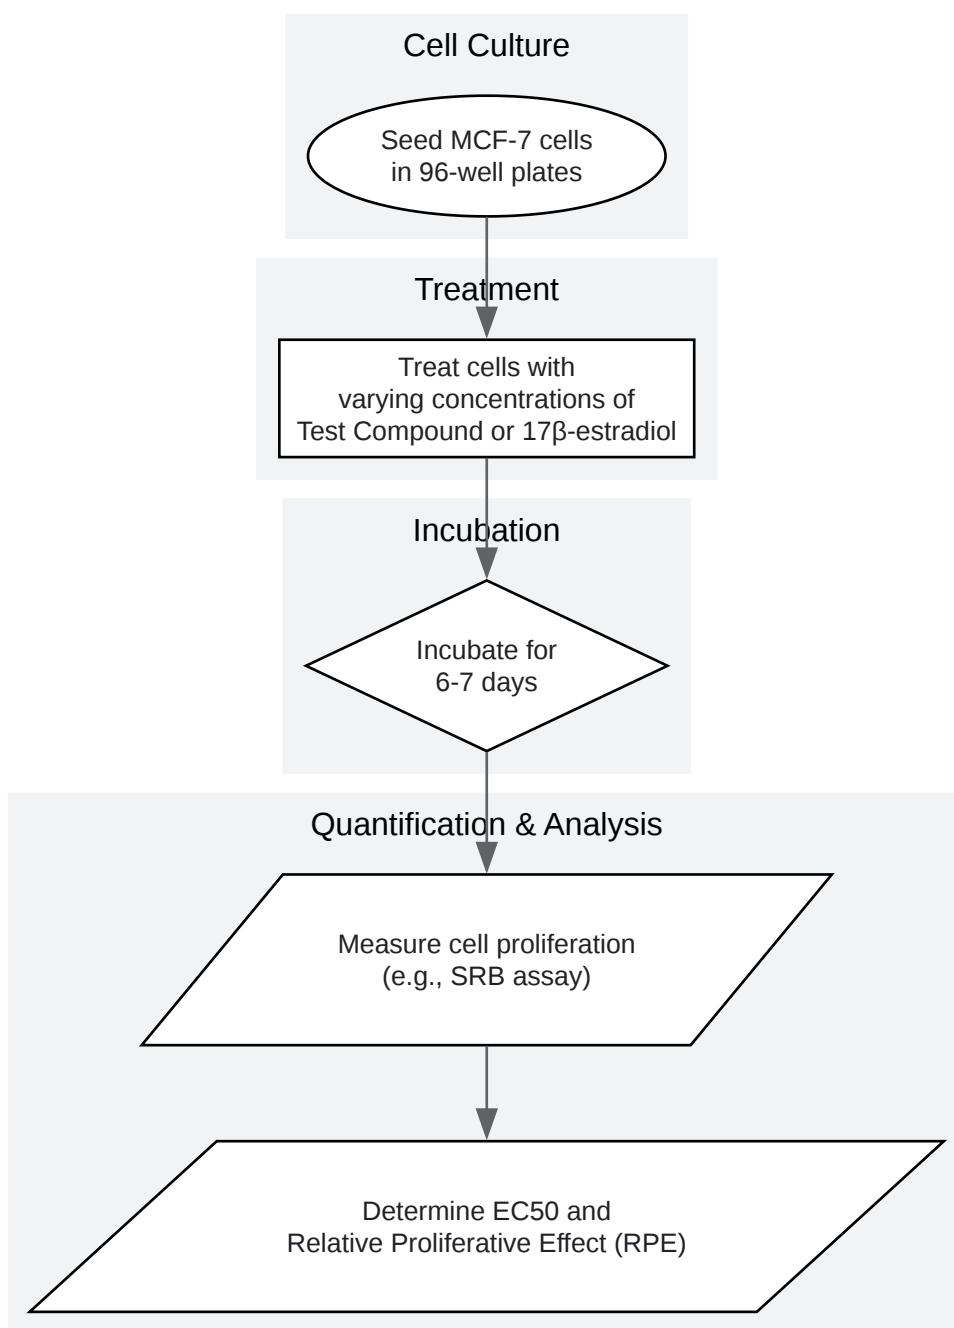 Cell Culture
Seed MCF-7 cells
in 96-well plates
Treatment
Treat cells with
varying concentrations of
Test Compound or 17β-estradiol
Incubation
Incubate for
6-7 days
Quantification & Analysis
Measure cell proliferation
(e.g., SRB assay)
Determine EC50 and
Relative Proliferative Effect (RPE)